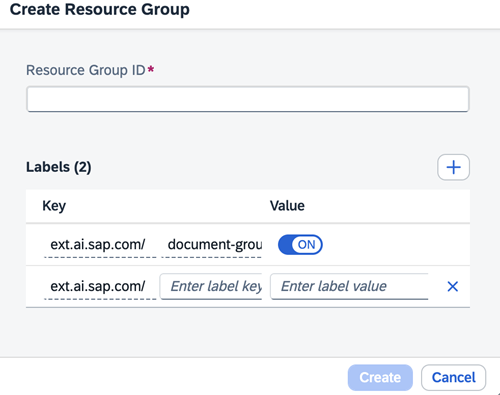 Create Resource Group
Resource Group ID*
Labels (2)
Key Value
ext.ai.sap.com/ document-grou ON
ext.ai.sap.com/ Enter label key Enter label value
Create Cancel